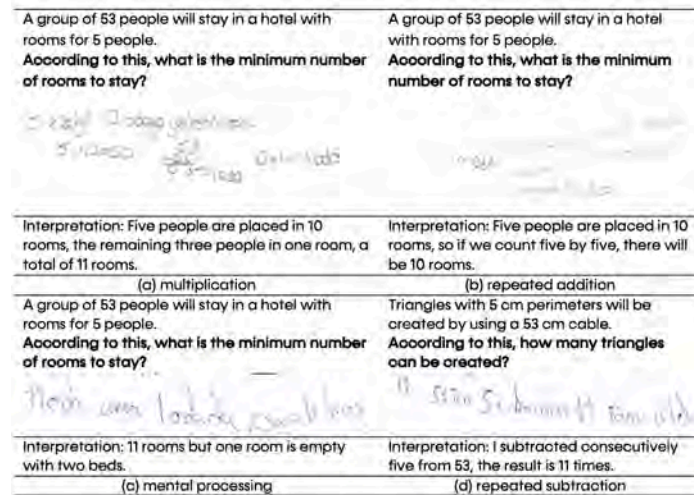 A group of 53 people will stay in a hotel with
rooms for 5 people.
According to this, what is the minimum number
of rooms to stay?
Interpretation: Five people are placed in 10
rooms, the remaining three people in one room, a
total of 11 rooms.
(a) multiplication
A group of 53 people will stay in a hotel
with rooms for 5 people.
According to this, what is the minimum
number of rooms to stay?
Interpretation: Five people are placed in 10
rooms, so if we count five by five, there will
be 10 rooms.
(b) repeated addition
A group of 53 people will stay in a hotel with
rooms for 5 people.
According to this, what is the minimum number
of rooms to stay?
Interpretation: 11 rooms but one room is empty
with two beds.
(c) mental processing
Triangles with 5 cm perimeters will be
created by using a 53 cm cable.
According to this, how many triangles
can be created?
11
Interpretation: I subtracted consecutively
five from 53, the result is 11 times.
(d) repeated subtraction